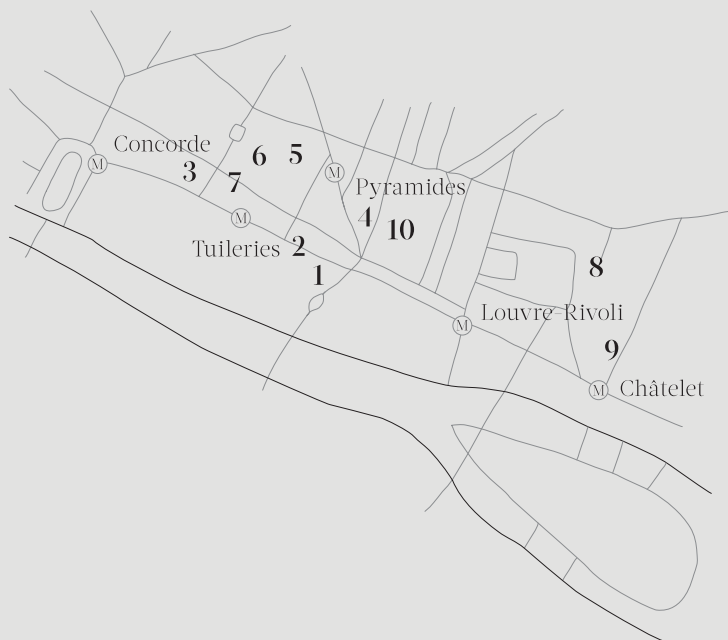 Concorde
M
6
5
3
7
M
Pyramides
M
4
10
Tuileries
2
1
8
Louvre-Rivoli
M
9
M
Châtelet